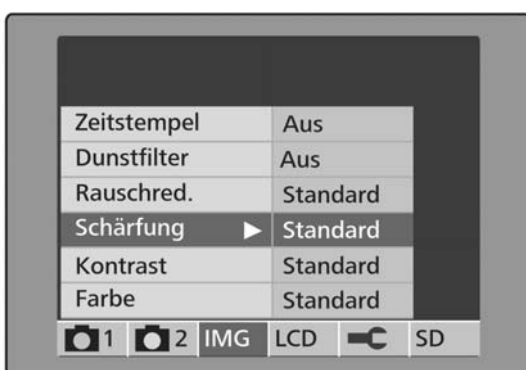 Zeitstempel Aus
Dunstfilter Aus
Rauschred. Standard
Schärfung ▶ Standard
Kontrast Standard
Farbe Standard
1 2 IMG LCD SD